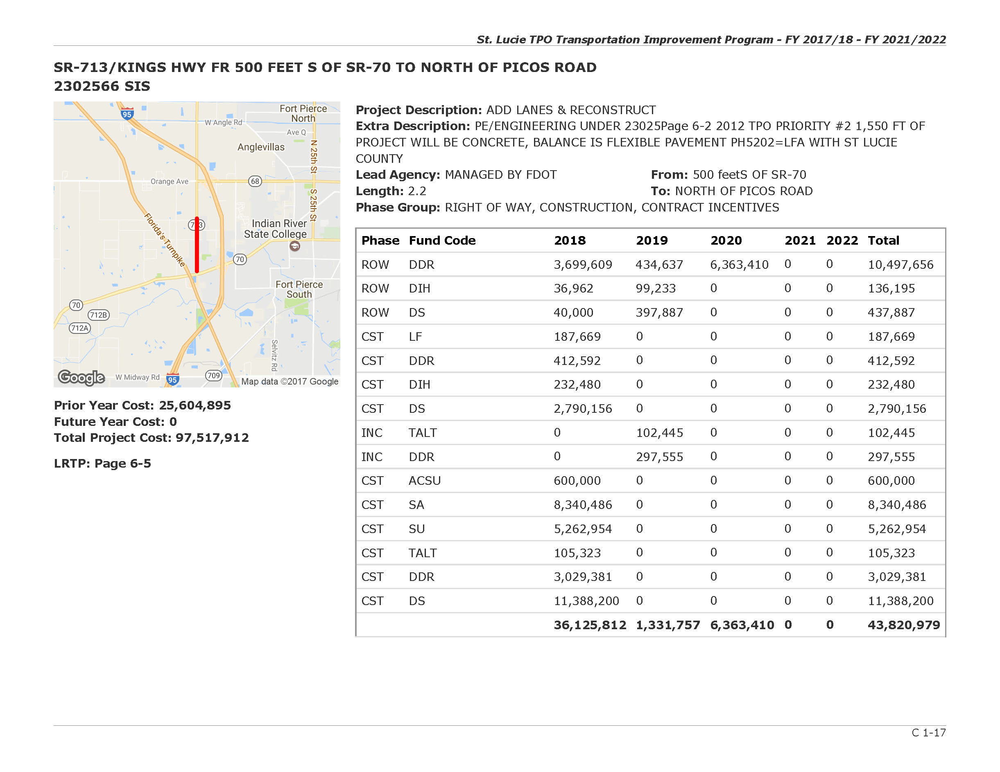 St. Lucie TPO Transportation Improvement Program - FY 2017/18 - FY 2021/2022
SR-713/KINGS HWY FR 500 FEET S OF SR-70 TO NORTH OF PICOS ROAD
2302566 SIS
95
Fort Pierce
North
W Angle Rd
Ave Q
Anglevillas
N 25th St
Orange Ave
68
S 25th St
Florida's Turnpike
Indian River
State College
70
Fort Pierce
South
70
712B
712A
Selvitz Rd
Google
W Midway Rd
95
709
Map data ©2017 Google
Prior Year Cost: 25,604,895
Future Year Cost: 0
Total Project Cost: 97,517,912
LRTP: Page 6-5
Project Description: ADD LANES & RECONSTRUCT
Extra Description: PE/ENGINEERING UNDER 23025Page 6-2 2012 TPO PRIORITY #2 1,550 FT OF
PROJECT WILL BE CONCRETE, BALANCE IS FLEXIBLE PAVEMENT PH5202=LFA WITH ST LUCIE
COUNTY
Lead Agency: MANAGED BY FDOT From: 500 feetS OF SR-70
Length: 2.2 To: NORTH OF PICOS ROAD
Phase Group: RIGHT OF WAY, CONSTRUCTION, CONTRACT INCENTIVES
Phase Fund Code 2018 2019 2020 2021 2022 Total
ROW DDR 3,699,609 434,637 6,363,410 0 0 10,497,656
ROW DIH 36,962 99,233 0 0 0 136,195
ROW DS 40,000 397,887 0 0 0 437,887
CST LF 187,669 0 0 0 0 187,669
CST DDR 412,592 0 0 0 0 412,592
CST DIH 232,480 0 0 0 0 232,480
CST DS 2,790,156 0 0 0 0 2,790,156
INC TALT 0 102,445 0 0 0 102,445
INC DDR 0 297,555 0 0 0 297,555
CST ACSU 600,000 0 0 0 0 600,000
CST SA 8,340,486 0 0 0 0 8,340,486
CST SU 5,262,954 0 0 0 0 5,262,954
CST TALT 105,323 0 0 0 0 105,323
CST DDR 3,029,381 0 0 0 0 3,029,381
CST DS 11,388,200 0 0 0 0 11,388,200
36,125,812 1,331,757 6,363,410 0 0 43,820,979
C 1-17